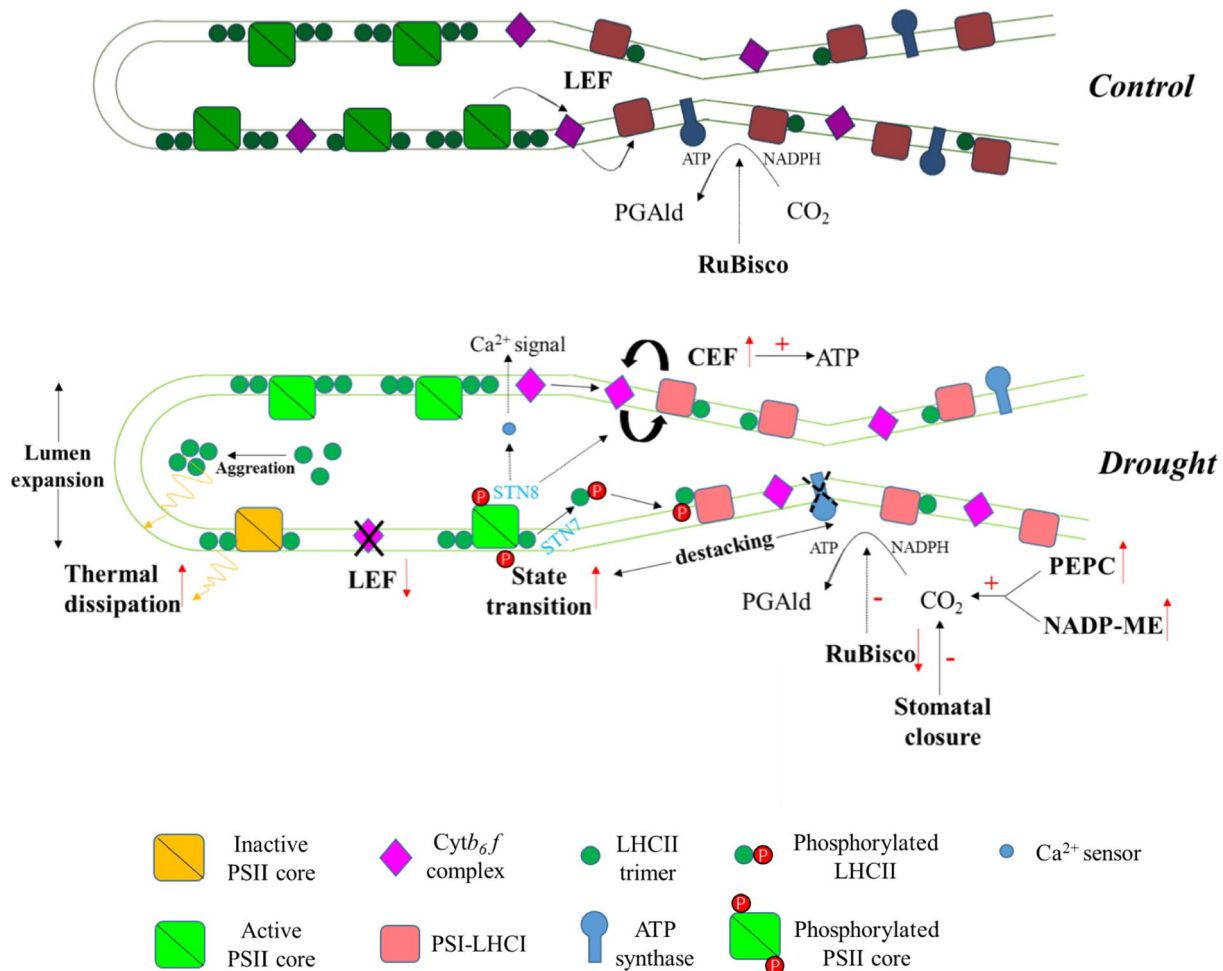 LEF
Control
ATP
NADPH
PGAld
CO2
RuBisco
Ca2+ signal
CEF
+
ATP
Lumen
expansion
Aggreation
Drought
P
STN8
P
P
STN7
P
destacking
ATP
NADPH
Thermal
dissipation
LEF
State
transition
PEPC
+
PGAld
-
CO2
NADP-ME
RuBisco
-
Stomatal
closure
Inactive
PSII core
Cytb6f
complex
LHCII
trimer
P
Phosphorylated
LHCII
Ca2+ sensor
Active
PSII core
PSI-LHCI
ATP
synthase
P
P
Phosphorylated
PSII core